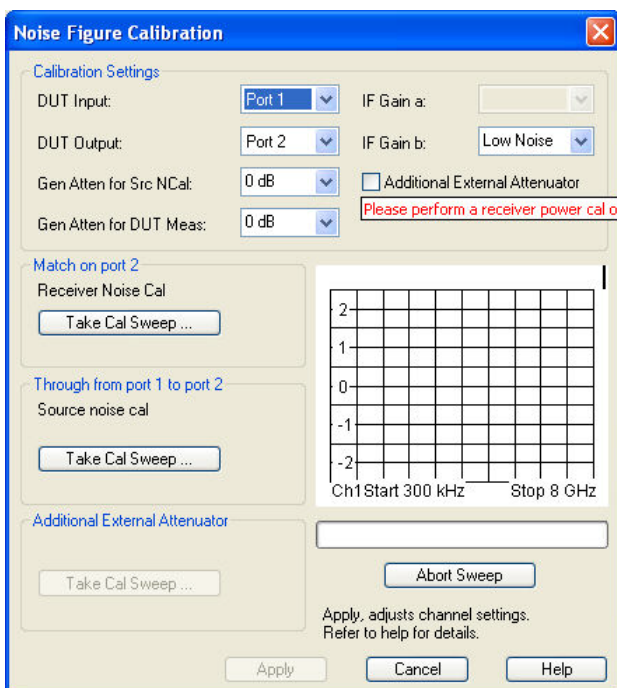 Noise Figure Calibration
Calibration Settings
DUT Input:
Port 1
IF Gain a:
DUT Output:
Port 2
IF Gain b:
Low Noise
Gen Atten for Src NCal:
0 dB
Additional External Attenuator
Gen Atten for DUT Meas:
0 dB
Please perform a receiver power cal o
Match on port 2
Receiver Noise Cal
Take Cal Sweep ...
Through from port 1 to port 2
Source noise cal
Take Cal Sweep ...
Additional External Attenuator
Take Cal Sweep ...
2
1
0
-1
-2
Ch1 Start 300 kHz
Stop 8 GHz
Abort Sweep
Apply, adjusts channel settings.
Refer to help for details.
Apply
Cancel
Help